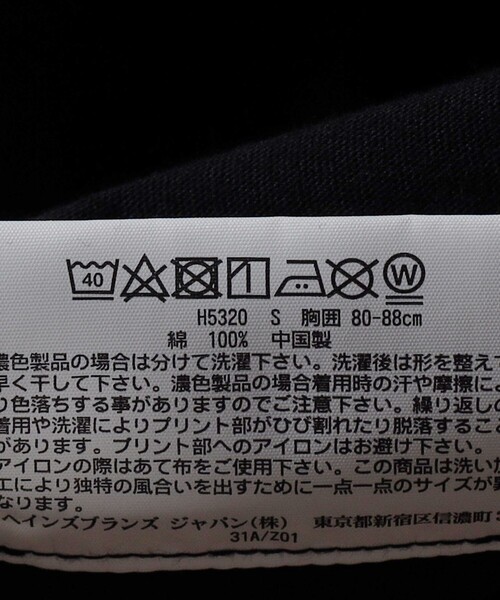 40 W
H5320 S 胸囲 80-88cm
綿 100% 中国製
濃色製品の場合は分けて洗濯下さい。洗濯後は形を整えて
早く干して下さい。濃色製品の場合着用時の汗や摩擦に
り色落ちする事がありますのでご注意下さい。繰り返しの
着用や洗濯によりプリント部がひび割れたり脱落すること
があります。プリント部へのアイロンはお避け下さい。
アイロンの際はあて布をご使用下さい。この商品は洗い
工により独特の風合いを出すために一点一点のサイズが異
なります。
ヘインズブランズ ジャパン(株) 東京都新宿区信濃町3
31A/Z01